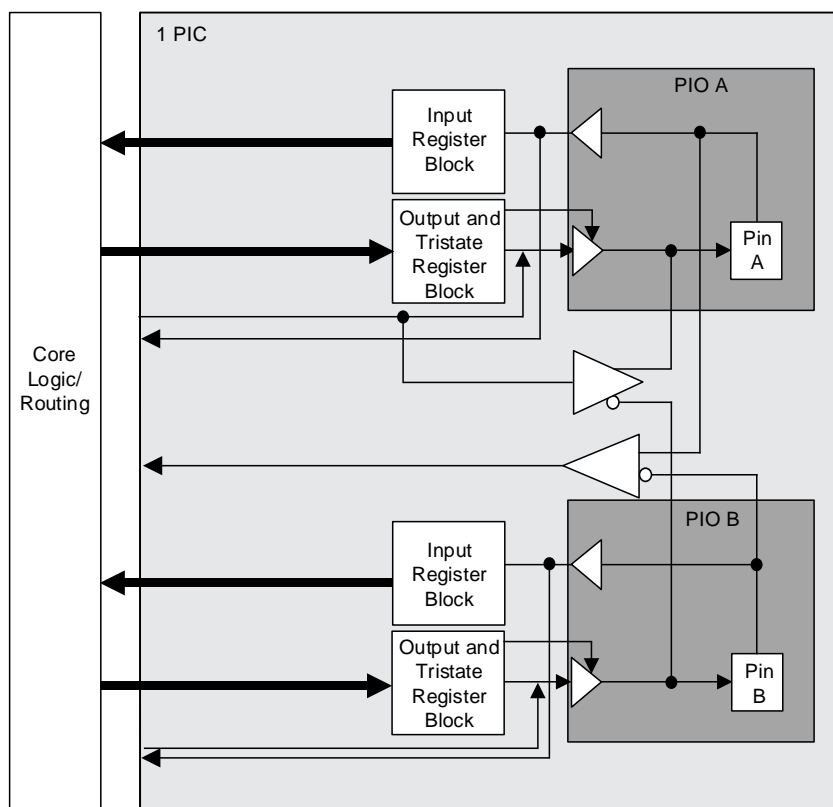 1 PIC
PIO A
Input
Register
Block
Output and
Tristate
Register
Block
Pin
A
Core
Logic/
Routing
PIO B
Input
Register
Block
Output and
Tristate
Register
Block
Pin
B